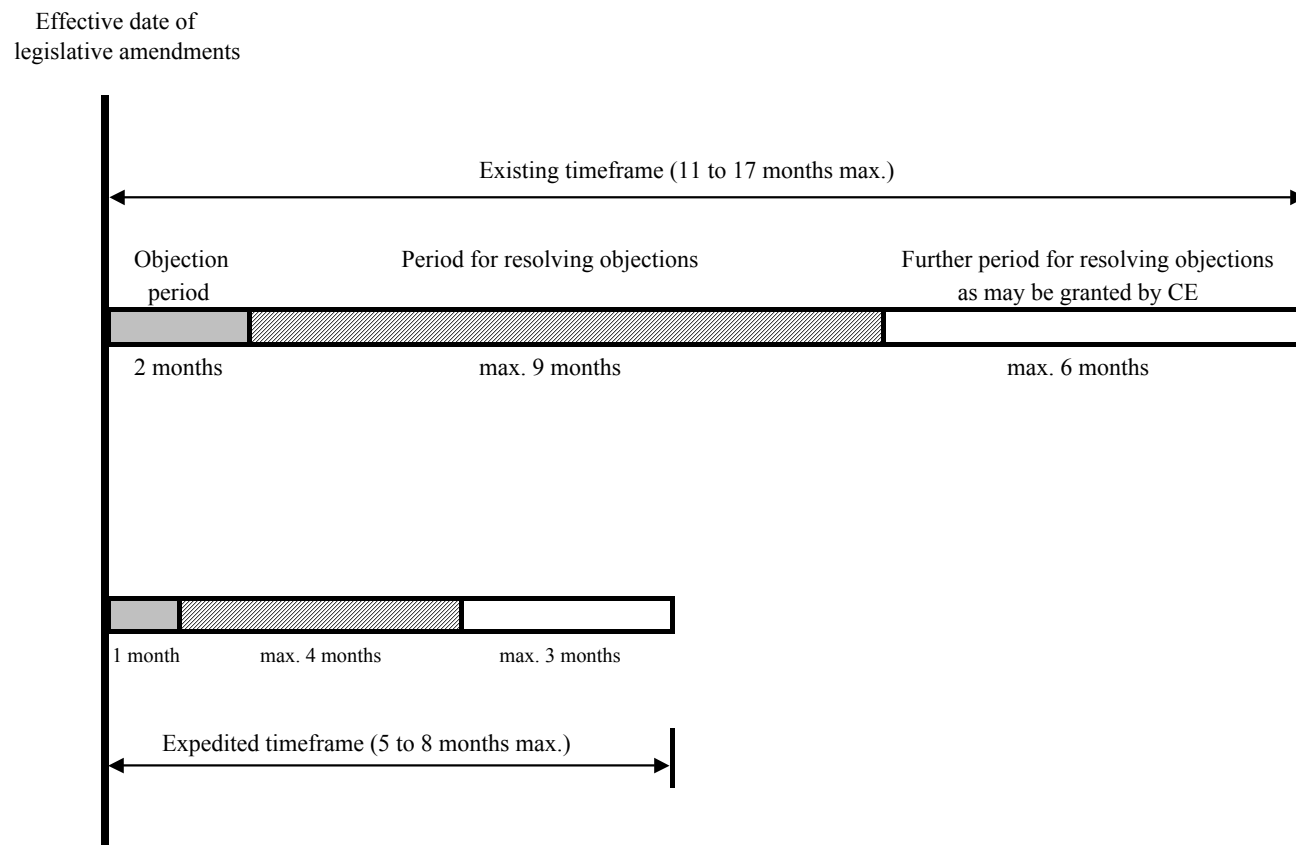 Effective date of
legislative amendments
Existing timeframe (11 to 17 months max.)
Objection
period
Period for resolving objections
Further period for resolving objections
as may be granted by CE
2 months
max. 9 months
max. 6 months
1 month
max. 4 months
max. 3 months
Expedited timeframe (5 to 8 months max.)